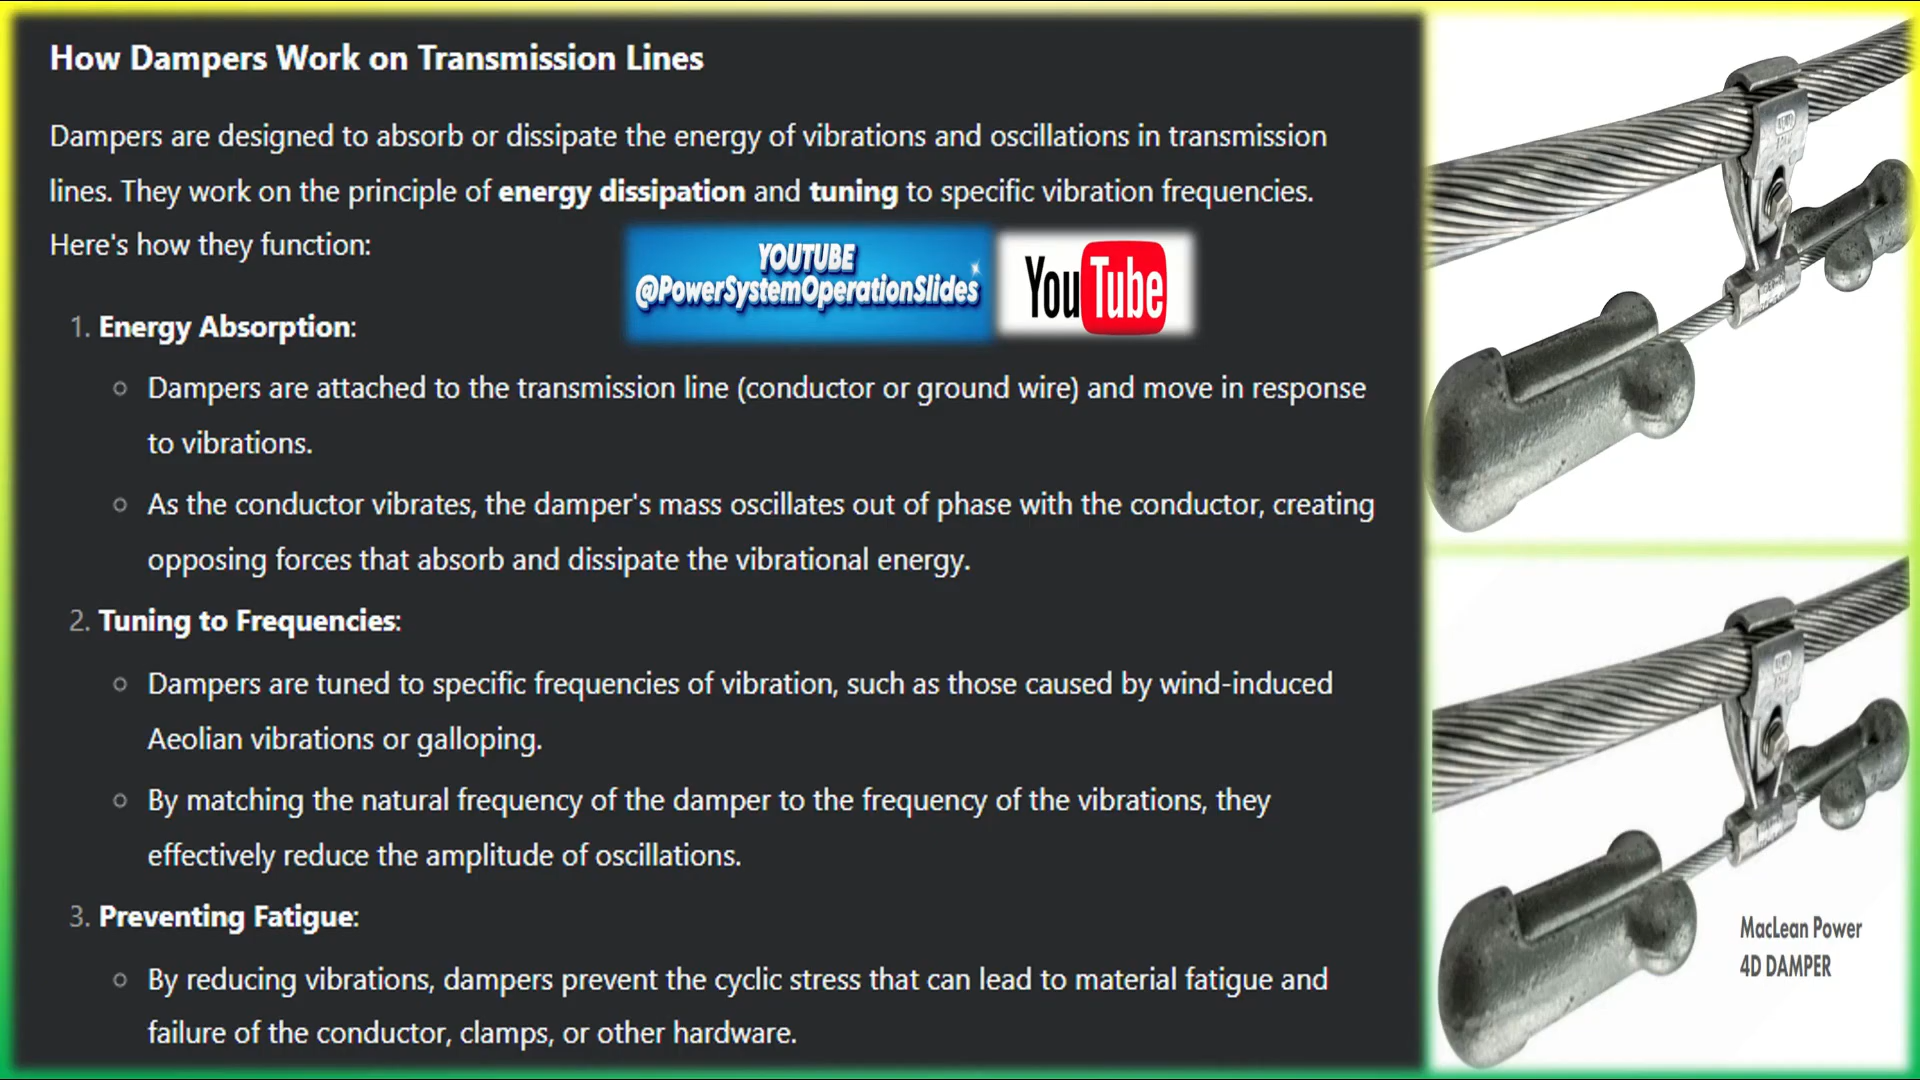 How Dampers Work on Transmission Lines
Dampers are designed to absorb or dissipate the energy of vibrations and oscillations in transmission
lines. They work on the principle of energy dissipation and tuning to specific vibration frequencies.
Here's how they function:
YOUTUBE
@PowerSystemOperationSlides
YouTube
1. Energy Absorption:
Dampers are attached to the transmission line (conductor or ground wire) and move in response
to vibrations.
As the conductor vibrates, the damper's mass oscillates out of phase with the conductor, creating
opposing forces that absorb and dissipate the vibrational energy.
2. Tuning to Frequencies:
Dampers are tuned to specific frequencies of vibration, such as those caused by wind-induced
Aeolian vibrations or galloping.
By matching the natural frequency of the damper to the frequency of the vibrations, they
effectively reduce the amplitude of oscillations.
3. Preventing Fatigue:
By reducing vibrations, dampers prevent the cyclic stress that can lead to material fatigue and
failure of the conductor, clamps, or other hardware.
MacLean Power
4D DAMPER